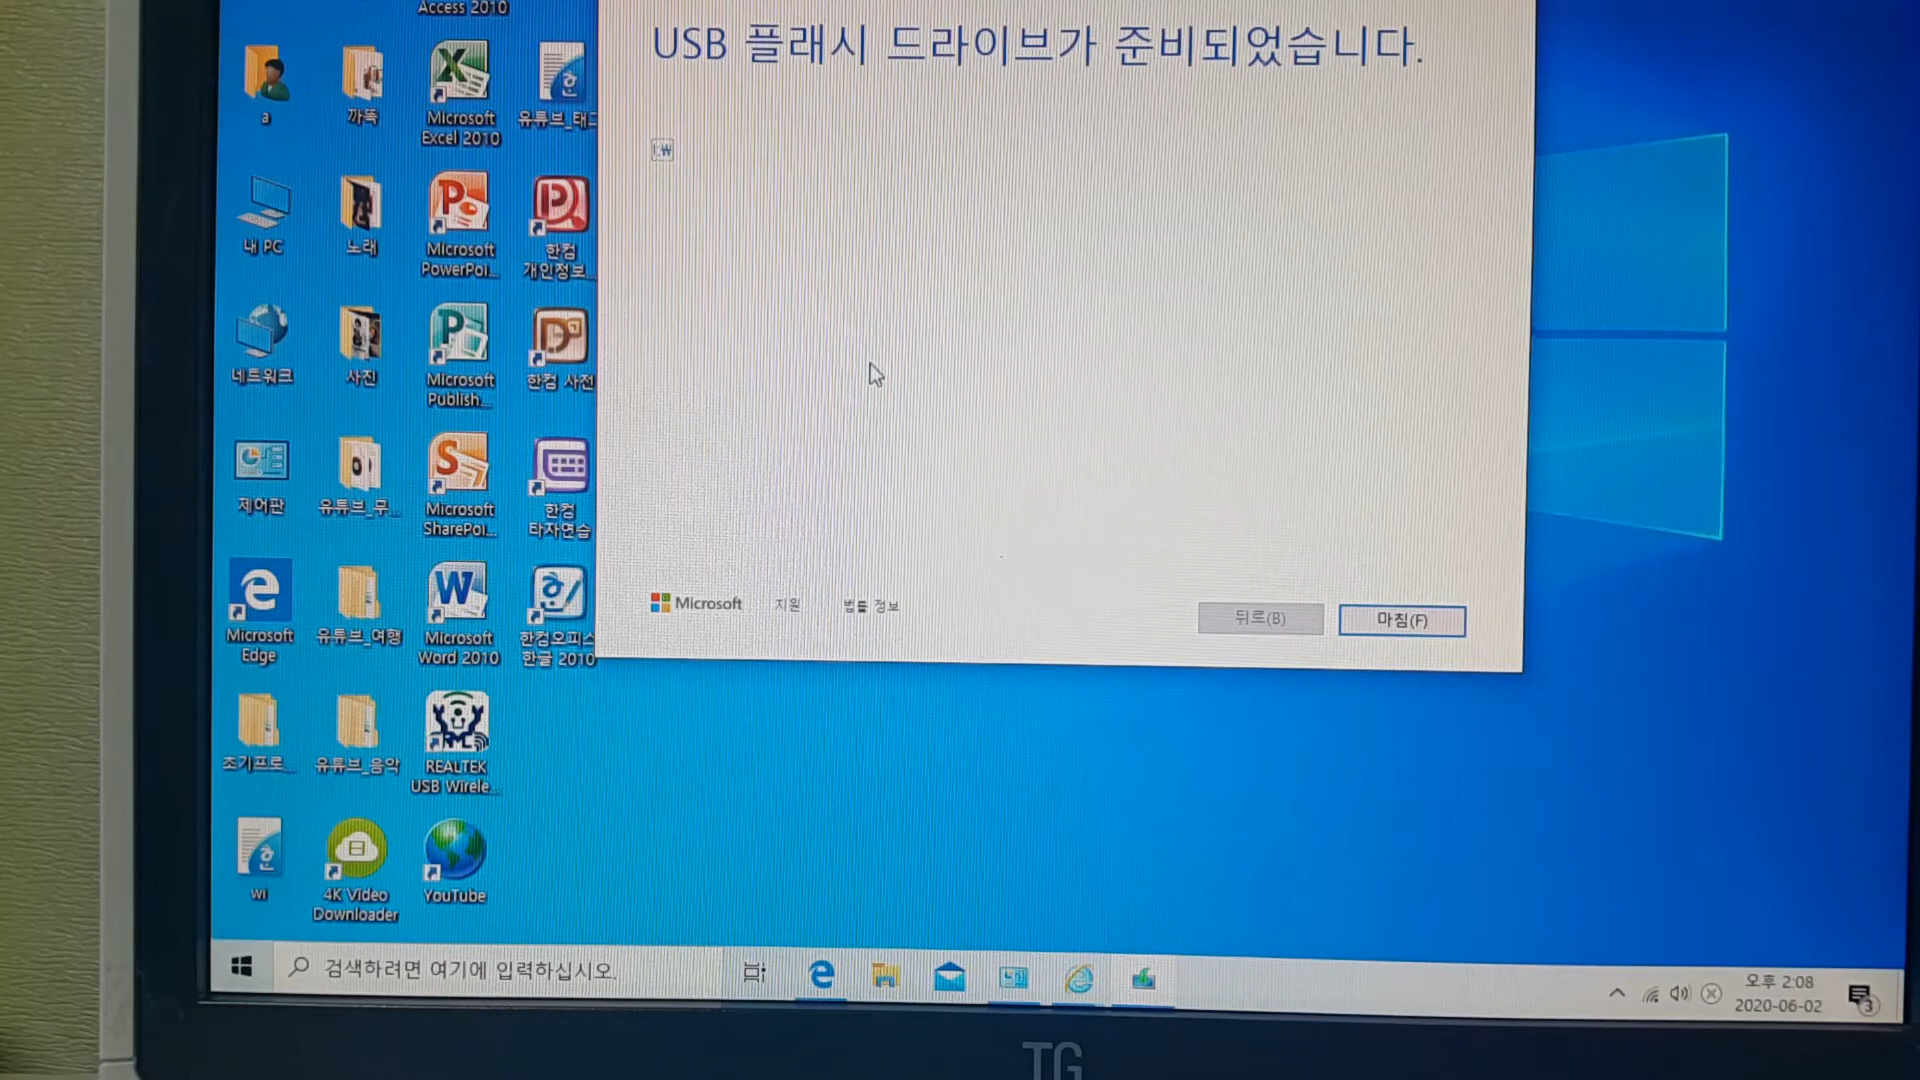 Access 2010
a
까똑
Microsoft
Excel 2010
유튜브_태그
내 PC
노래
Microsoft
PowerPoi...
한컴
개인정보...
네트워크
사진
Microsoft
Publish...
한컴 사전
제어판
유튜브_무...
Microsoft
SharePoi...
한컴
타자연습
Microsoft
Edge
유튜브_여행
Microsoft
Word 2010
한컴오피스
한글 2010
초기프로...
유튜브_음악
REALTEK
USB Wirele...
wi
4K Video
Downloader
YouTube
USB 플래시 드라이브가 준비되었습니다.
I:₩
Microsoft
지원
법률 정보
뒤로(B)
마침(F)
검색하려면 여기에 입력하십시오.
오후 2:08
2020-06-02
3
TG